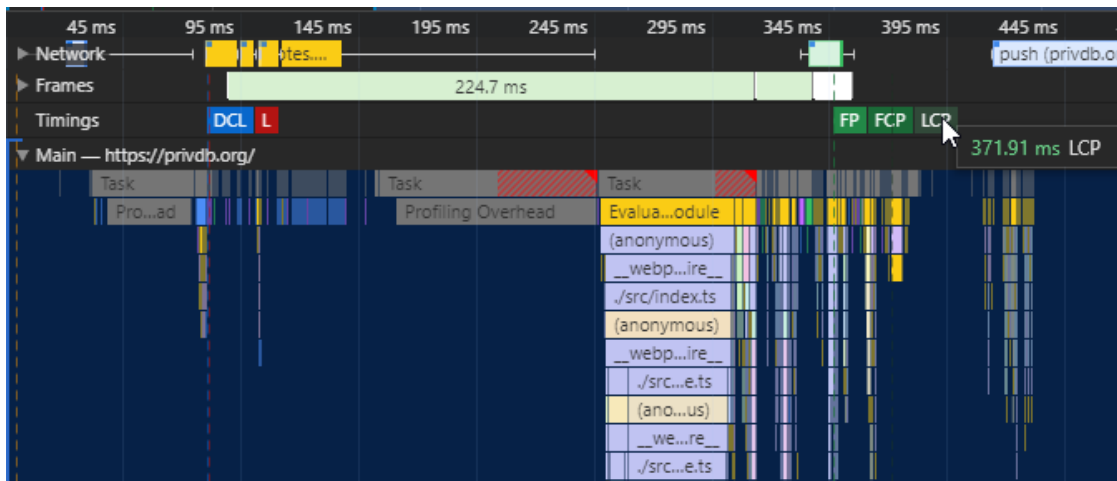 45 ms 95 ms 145 ms 195 ms 245 ms 295 ms 345 ms 395 ms 445 ms
Network otes.... push (privdb.o
Frames 224.7 ms
Timings DCL L FP FCP LCP
371.91 ms LCP
Main — https://privdb.org/
Task Task Task
Pro...ad Profiling Overhead Evalua...odule
(anonymous)
__webp...ire__
./src/index.ts
(anonymous)
__webp...ire__
./src...e.ts
(ano...us)
__we...re__
./src...e.ts